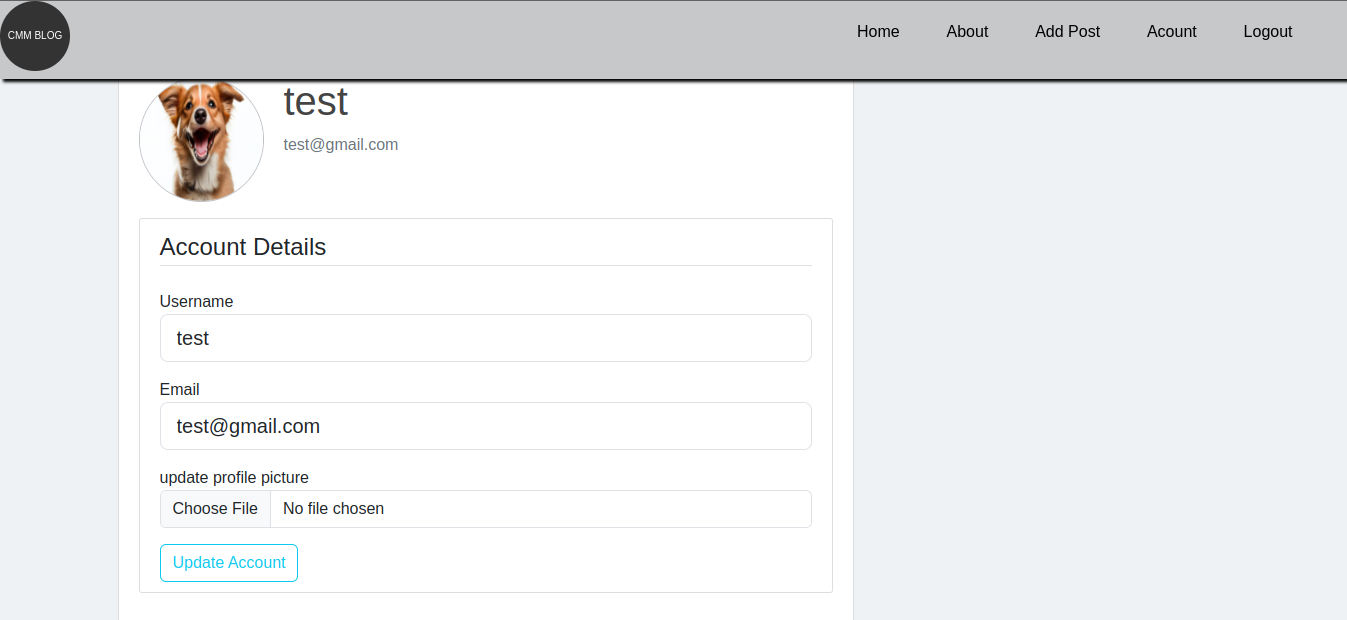 CMM BLOG
Home About Add Post Acount Logout
test
test@gmail.com
Account Details
Username
test
Email
test@gmail.com
update profile picture
Choose File No file chosen
Update Account